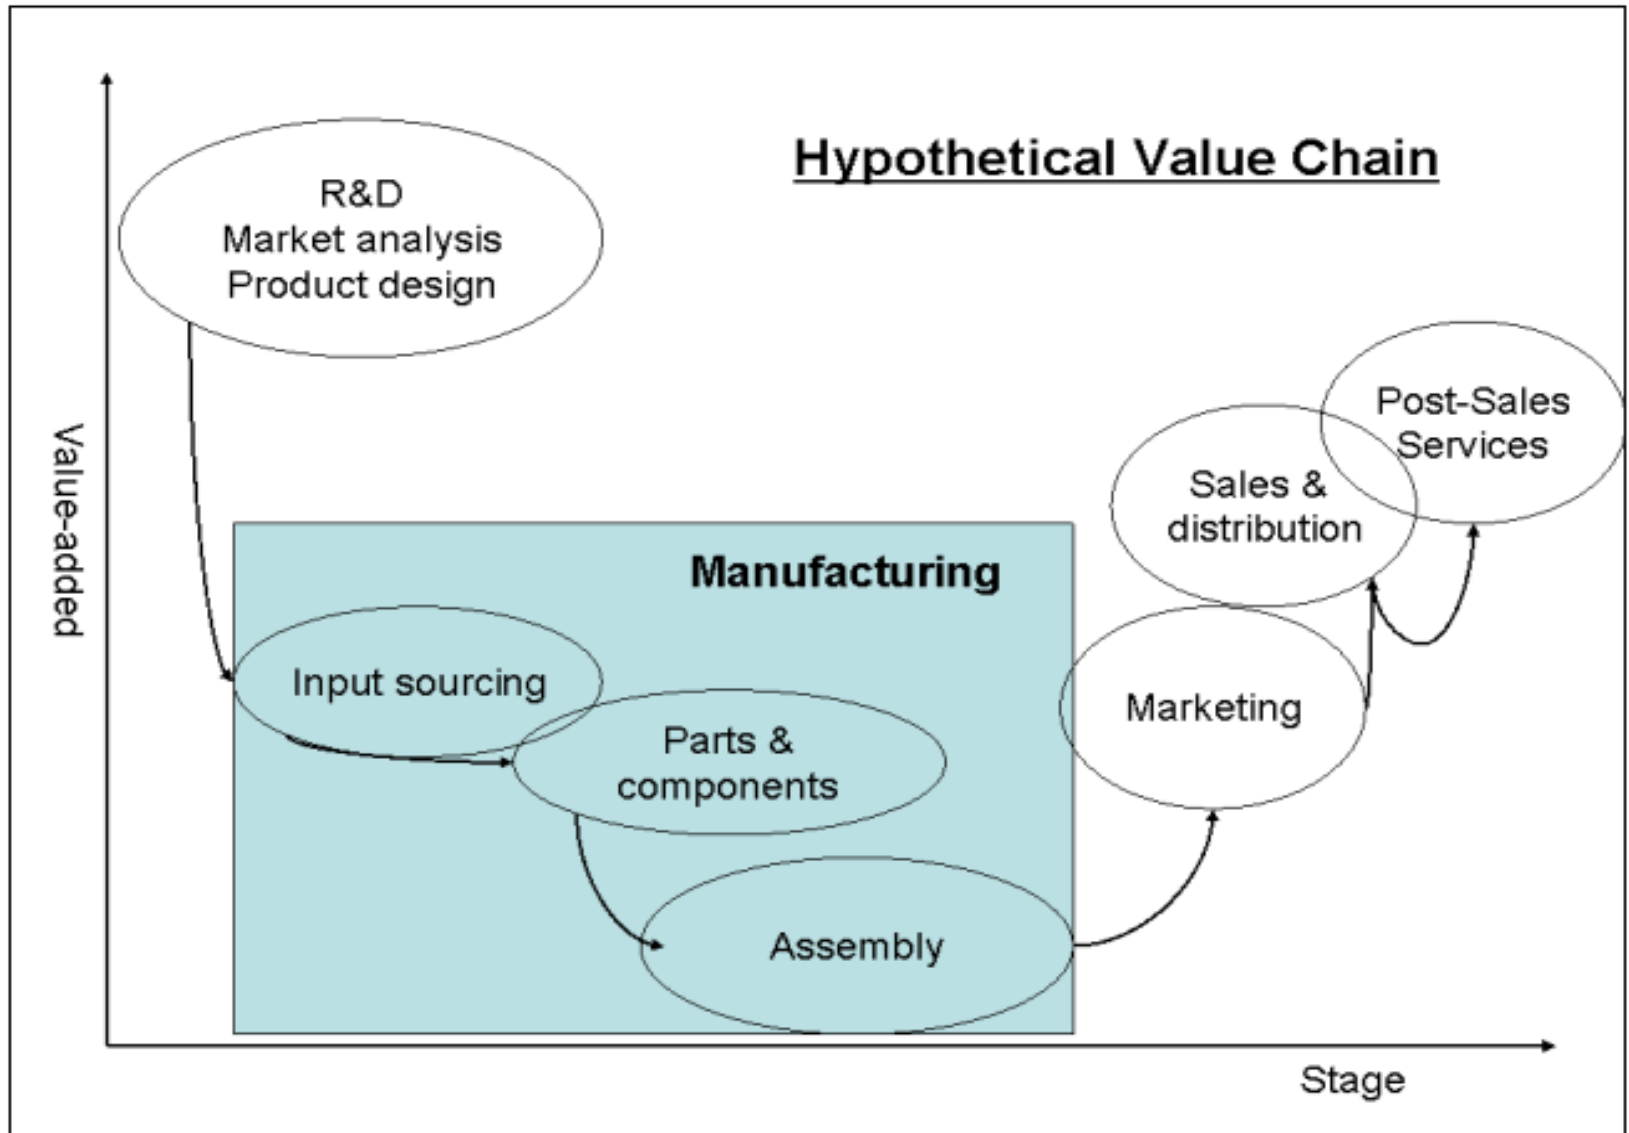 Hypothetical Value Chain
R&D
Market analysis
Product design
Post-Sales
Services
Sales &
distribution
Value-added
Manufacturing
Input sourcing
Marketing
Parts &
components
Assembly
Stage